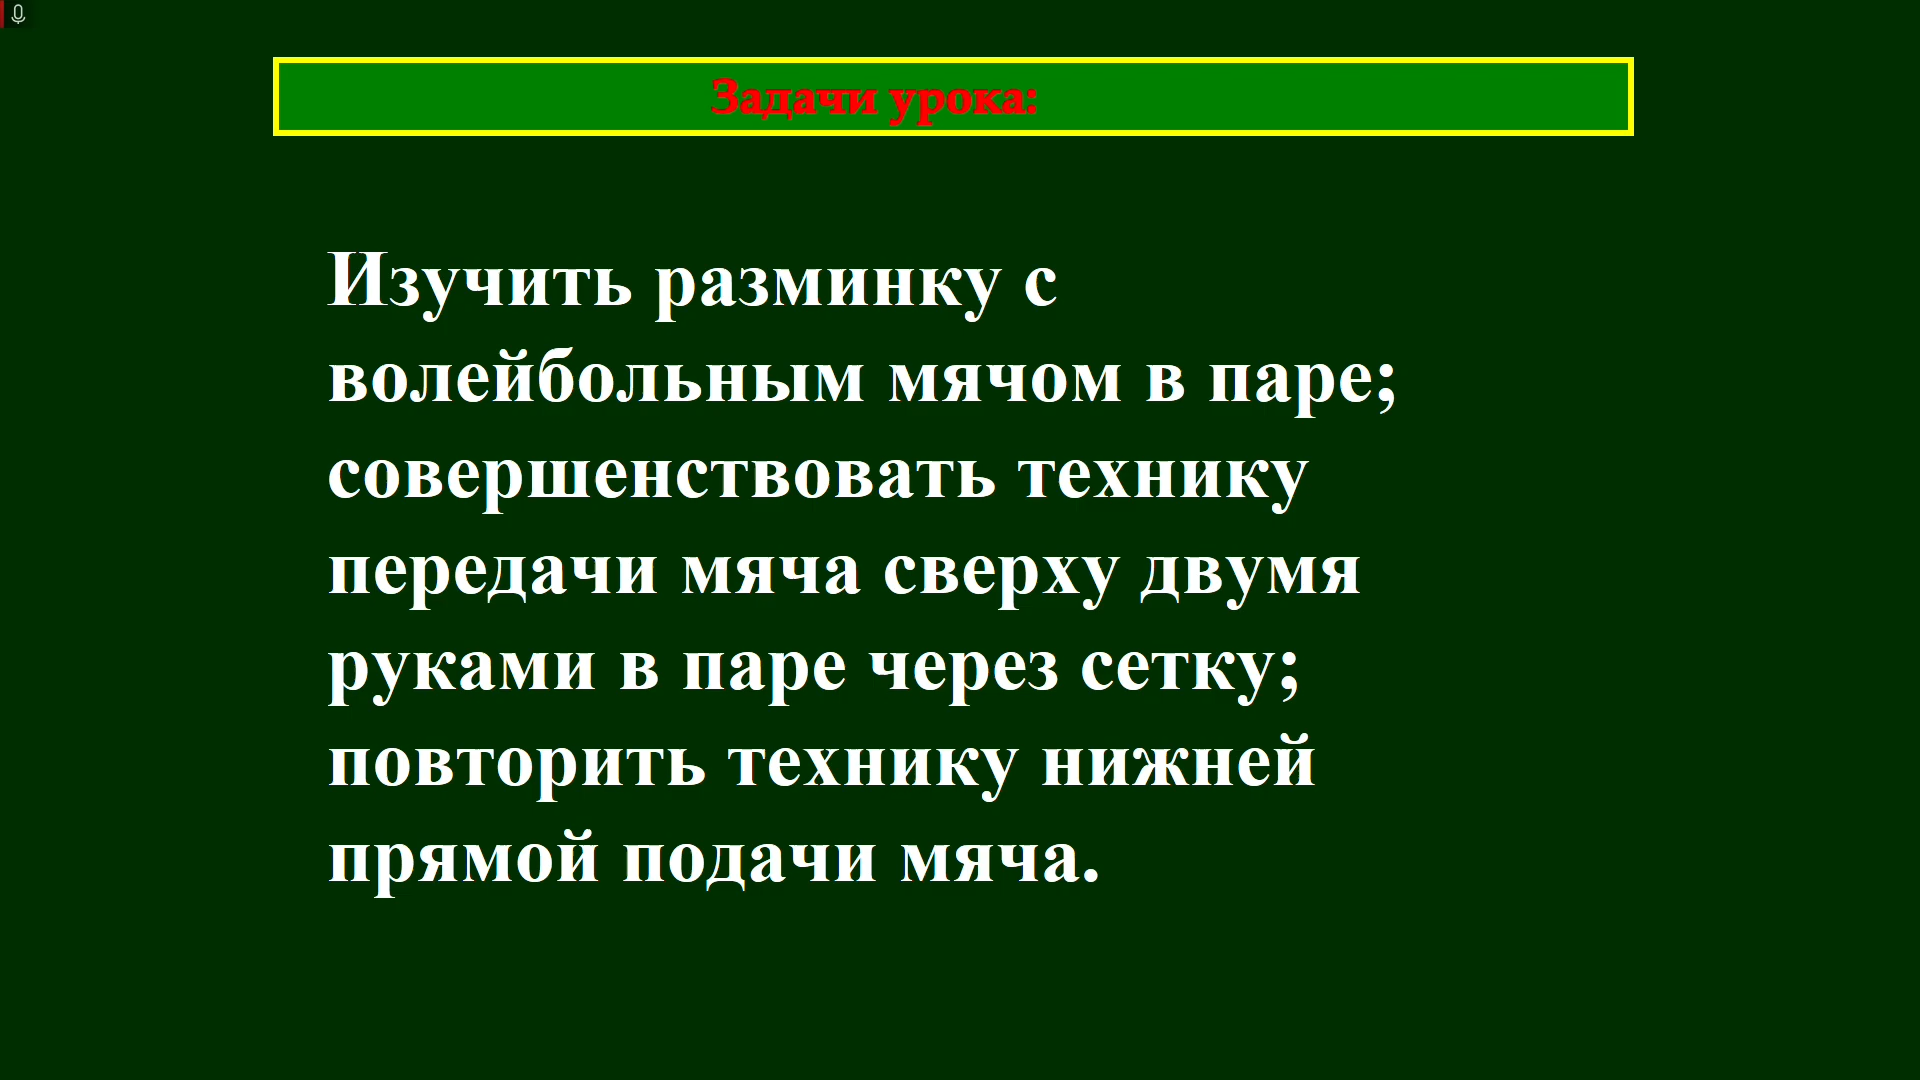 Задачи урока:
Изучить разминку с
волейбольным мячом в паре;
совершенствовать технику
передачи мяча сверху двумя
руками в паре через сетку;
повторить технику нижней
прямой подачи мяча.